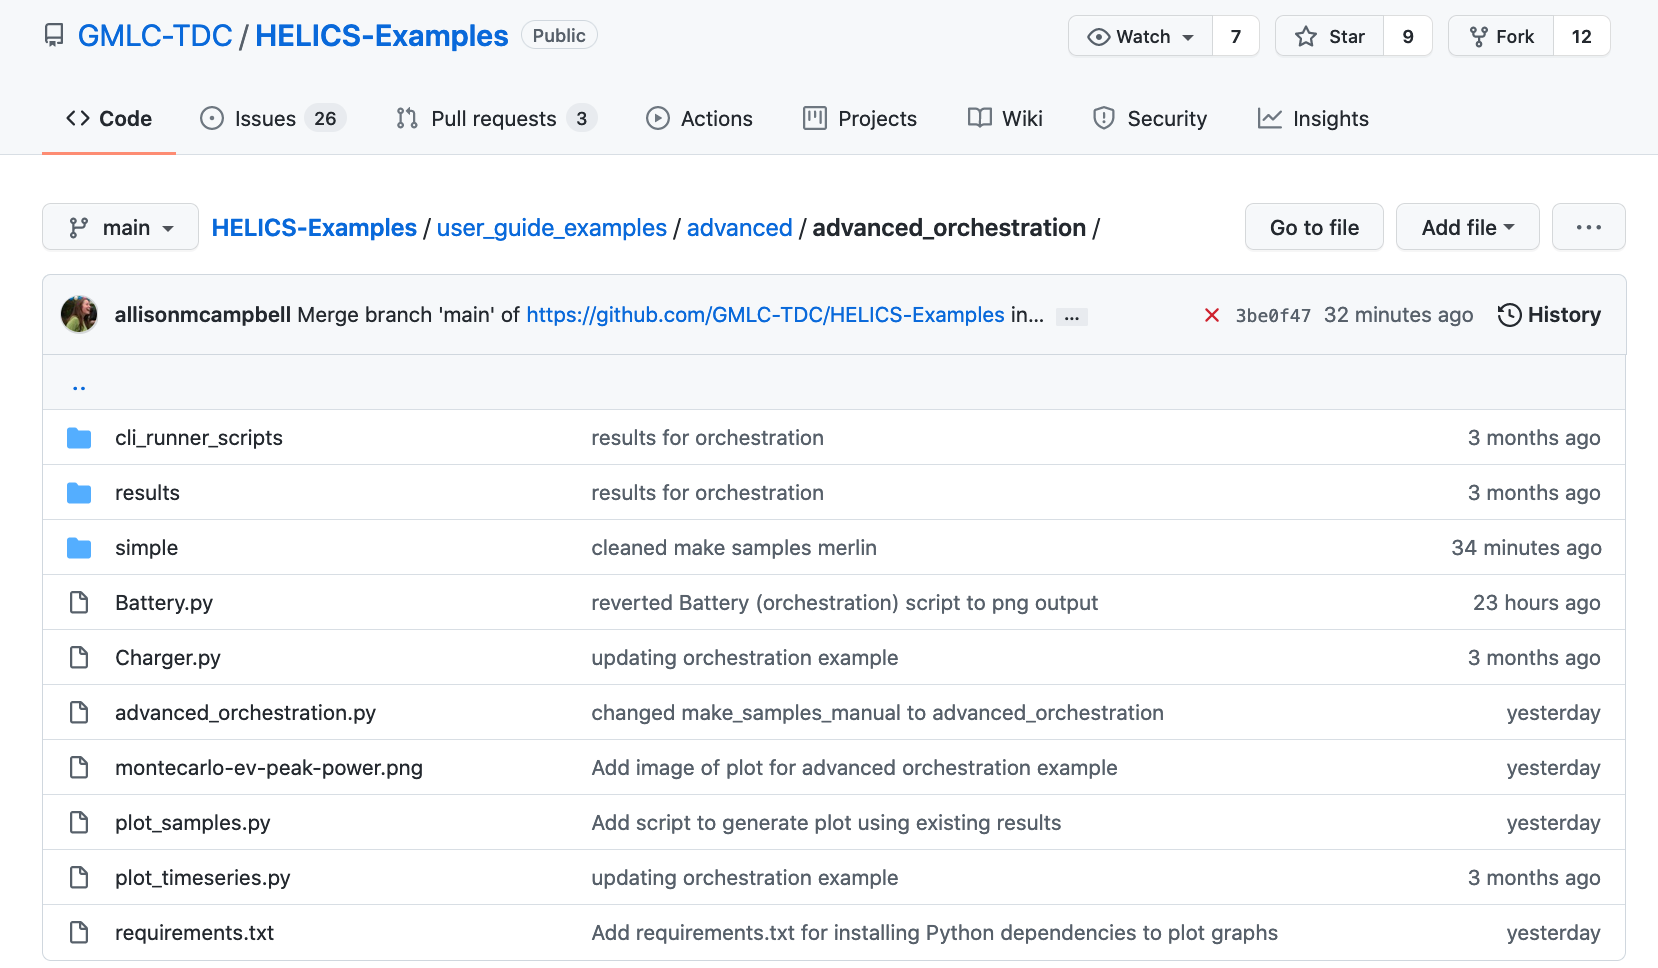 GMLC-TDC / HELICS-Examples Public Watch 7 Star 9 Fork 12
Code Issues 26 Pull requests 3 Actions Projects Wiki Security Insights
main HELICS-Examples / user_guide_examples / advanced / advanced_orchestration / Go to file Add file ...
allisonmcampbell Merge branch 'main' of https://github.com/GMLC-TDC/HELICS-Examples in... ... 3be0f47 32 minutes ago History
..
cli_runner_scripts results for orchestration 3 months ago
results results for orchestration 3 months ago
simple cleaned make samples merlin 34 minutes ago
Battery.py reverted Battery (orchestration) script to png output 23 hours ago
Charger.py updating orchestration example 3 months ago
advanced_orchestration.py changed make_samples_manual to advanced_orchestration yesterday
montecarlo-ev-peak-power.png Add image of plot for advanced orchestration example yesterday
plot_samples.py Add script to generate plot using existing results yesterday
plot_timeseries.py updating orchestration example 3 months ago
requirements.txt Add requirements.txt for installing Python dependencies to plot graphs yesterday